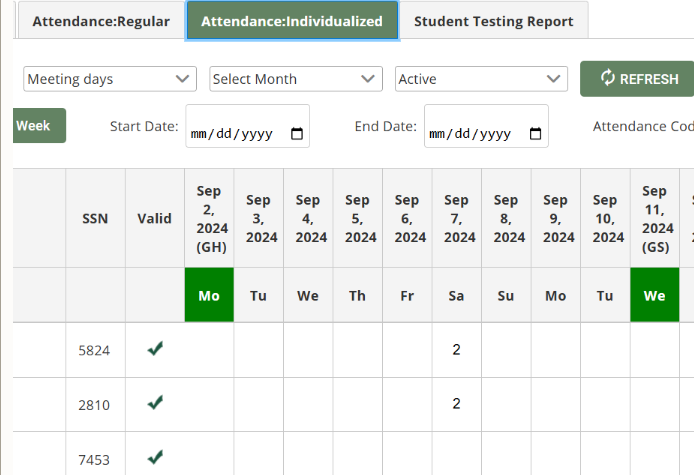 Attendance:Regular Attendance:Individualized Student Testing Report
Meeting days Select Month Active REFRESH
Week Start Date: mm/dd/yyyy End Date: mm/dd/yyyy Attendance Cod
SSN Valid Sep 2, 2024 (GH) Sep 3, 2024 Sep 4, 2024 Sep 5, 2024 Sep 6, 2024 Sep 7, 2024 Sep 8, 2024 Sep 9, 2024 Sep 10, 2024 Sep 11, 2024 (GS)
Mo Tu We Th Fr Sa Su Mo Tu We
5824 2
2810 2
7453